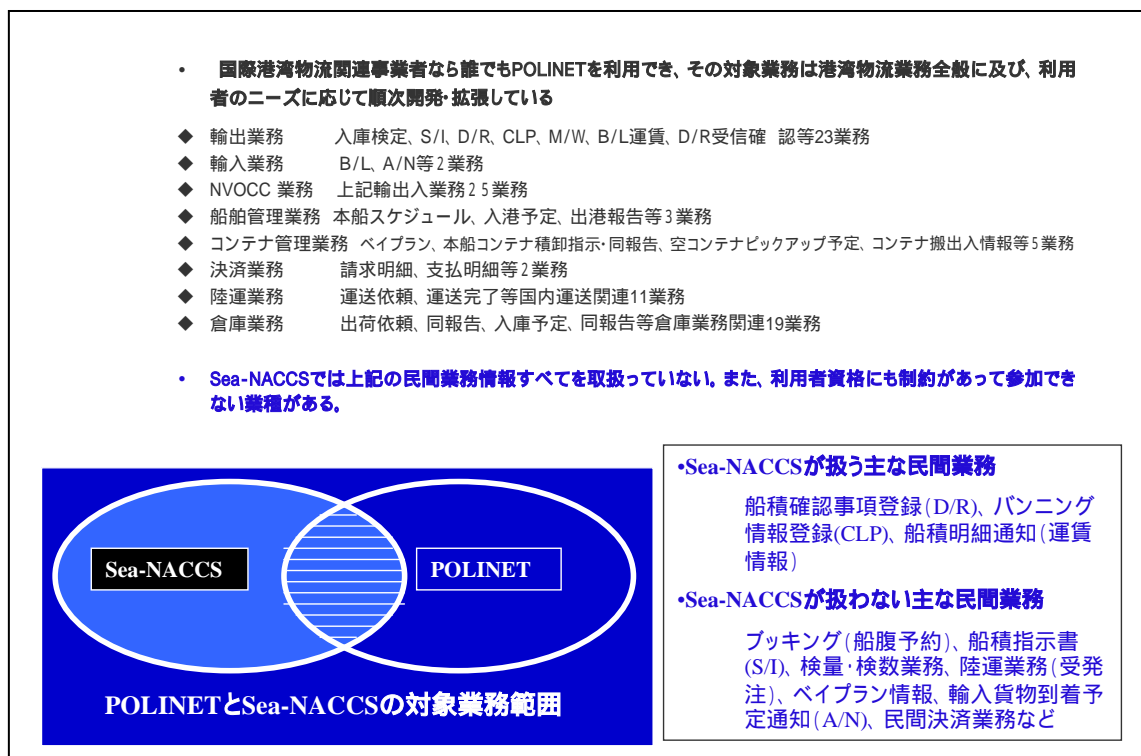 • 国際港湾物流関連事業者なら誰でもPOLINETを利用でき、その対象業務は港湾物流業務全般に及び、利用
者のニーズに応じて順次開発・拡張している
◆ 輸出業務 入庫検定、S/I、D/R、CLP、M/W、B/L運賃、D/R受信確 認等23業務
◆ 輸入業務 B/L、A/N等2業務
◆ NVOCC 業務 上記輸出入業務25業務
◆ 船舶管理業務 本船スケジュール、入港予定、出港報告等3業務
◆ コンテナ管理業務 ベイプラン、本船コンテナ積卸指示・同報告、空コンテナピックアップ予定、コンテナ搬出入情報等5業務
◆ 決済業務 請求明細、支払明細等2業務
◆ 陸運業務 運送依頼、運送完了等国内運送関連11業務
◆ 倉庫業務 出荷依頼、同報告、入庫予定、同報告等倉庫業務関連19業務
• Sea-NACCSでは上記の民間業務情報すべてを取扱っていない。また、利用者資格にも制約があって参加でき
ない業種がある。
Sea-NACCS
POLINET
POLINETとSea-NACCSの対象業務範囲
•Sea-NACCSが扱う主な民間業務
船積確認事項登録(D/R)、バンニング
情報登録(CLP)、船積明細通知(運賃
情報)
•Sea-NACCSが扱わない主な民間業務
ブッキング(船腹予約)、船積指示書
(S/I)、検量・検数業務、陸運業務(受発
注)、ベイプラン情報、輸入貨物到着予
定通知(A/N)、民間決済業務など